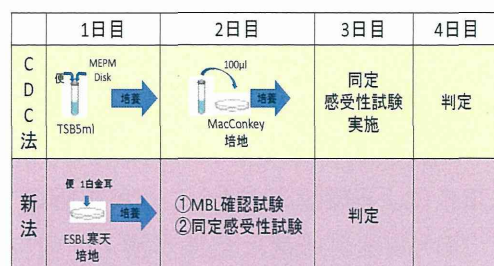 1日目 2日目 3日目 4日目
CDC法
便 MEPM
Disk
培養
TSB5ml
100μl
培養
MacConkey
培地
同定
感受性試験
実施
判定
新法
便 1白金耳
培養
ESBL寒天
培地
①MBL確認試験
②同定感受性試験
判定